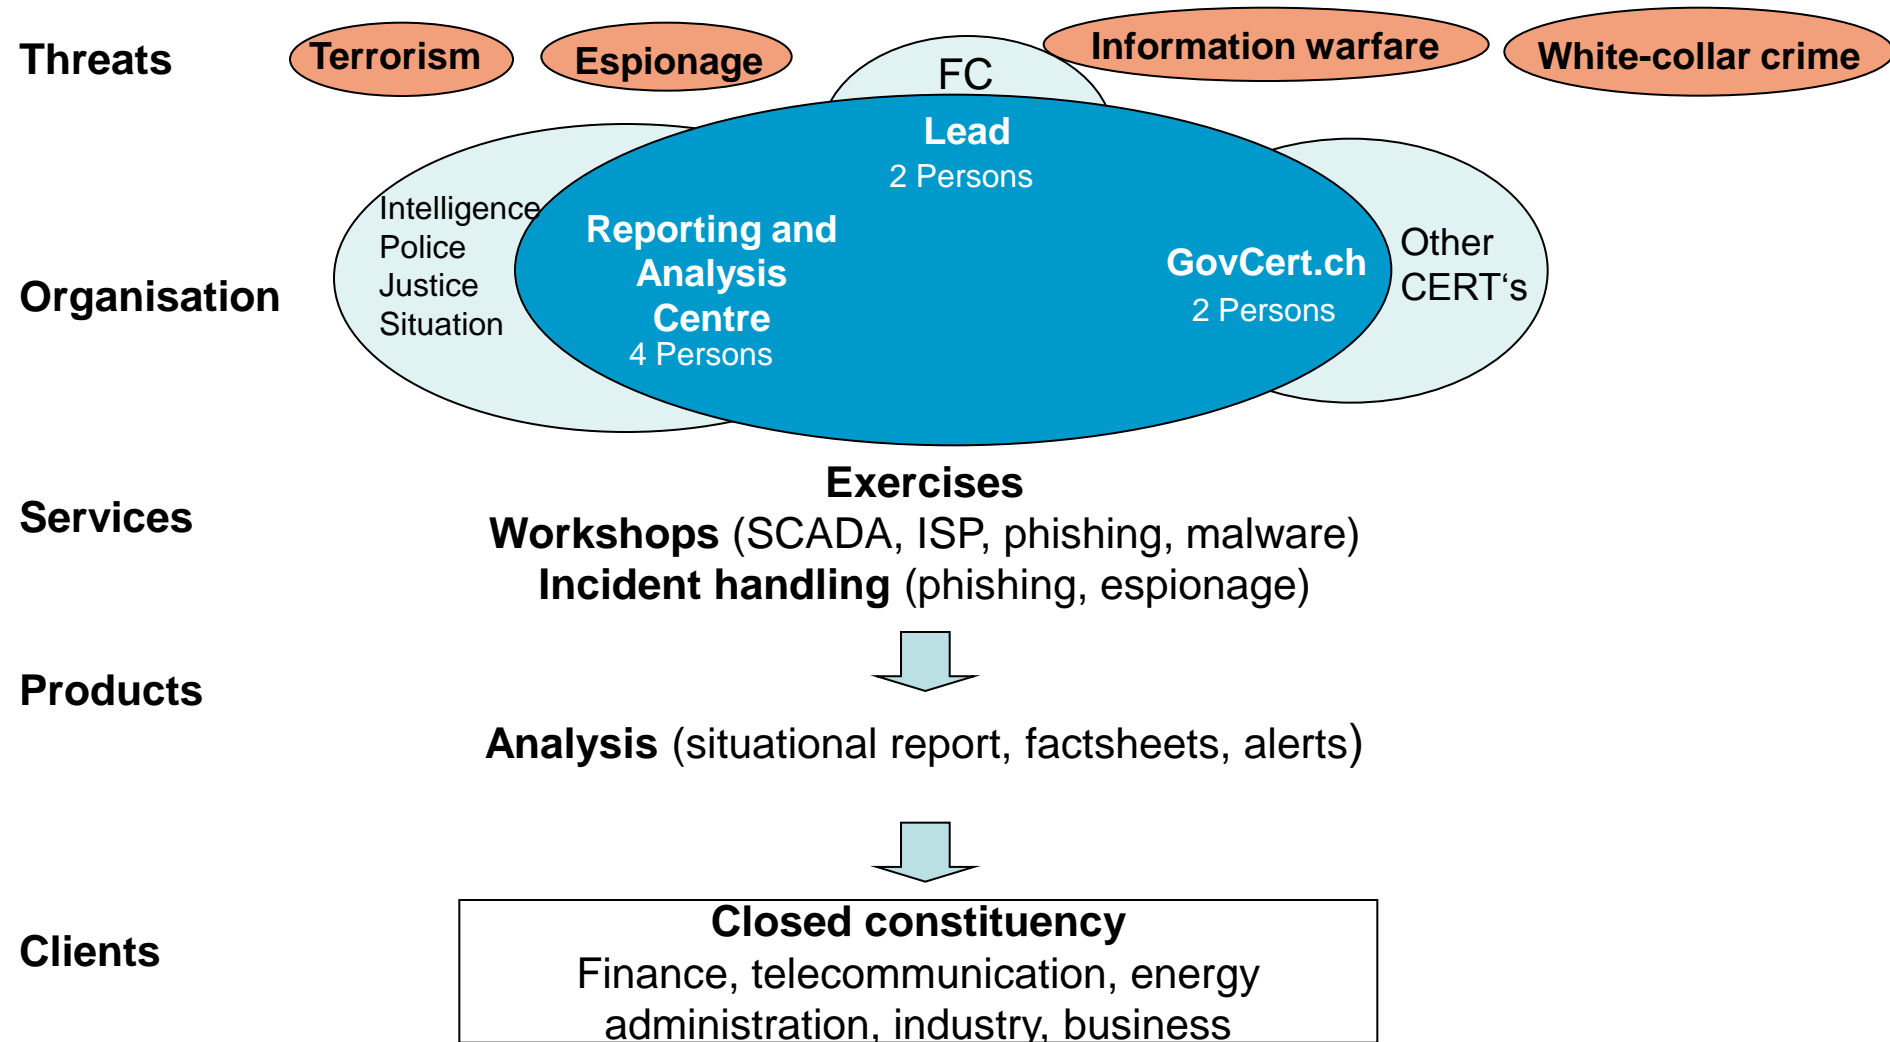 Threats
Terrorism
Espionage
FC
Information warfare
White-collar crime
Organisation
Intelligence
Police
Justice
Situation
Lead
2 Persons
Reporting and
Analysis
Centre
4 Persons
GovCert.ch
2 Persons
Other
CERT‘s
Services
Exercises
Workshops (SCADA, ISP, phishing, malware)
Incident handling (phishing, espionage)
Products
Analysis (situational report, factsheets, alerts)
Clients
Closed constituency
Finance, telecommunication, energy
administration, industry, business